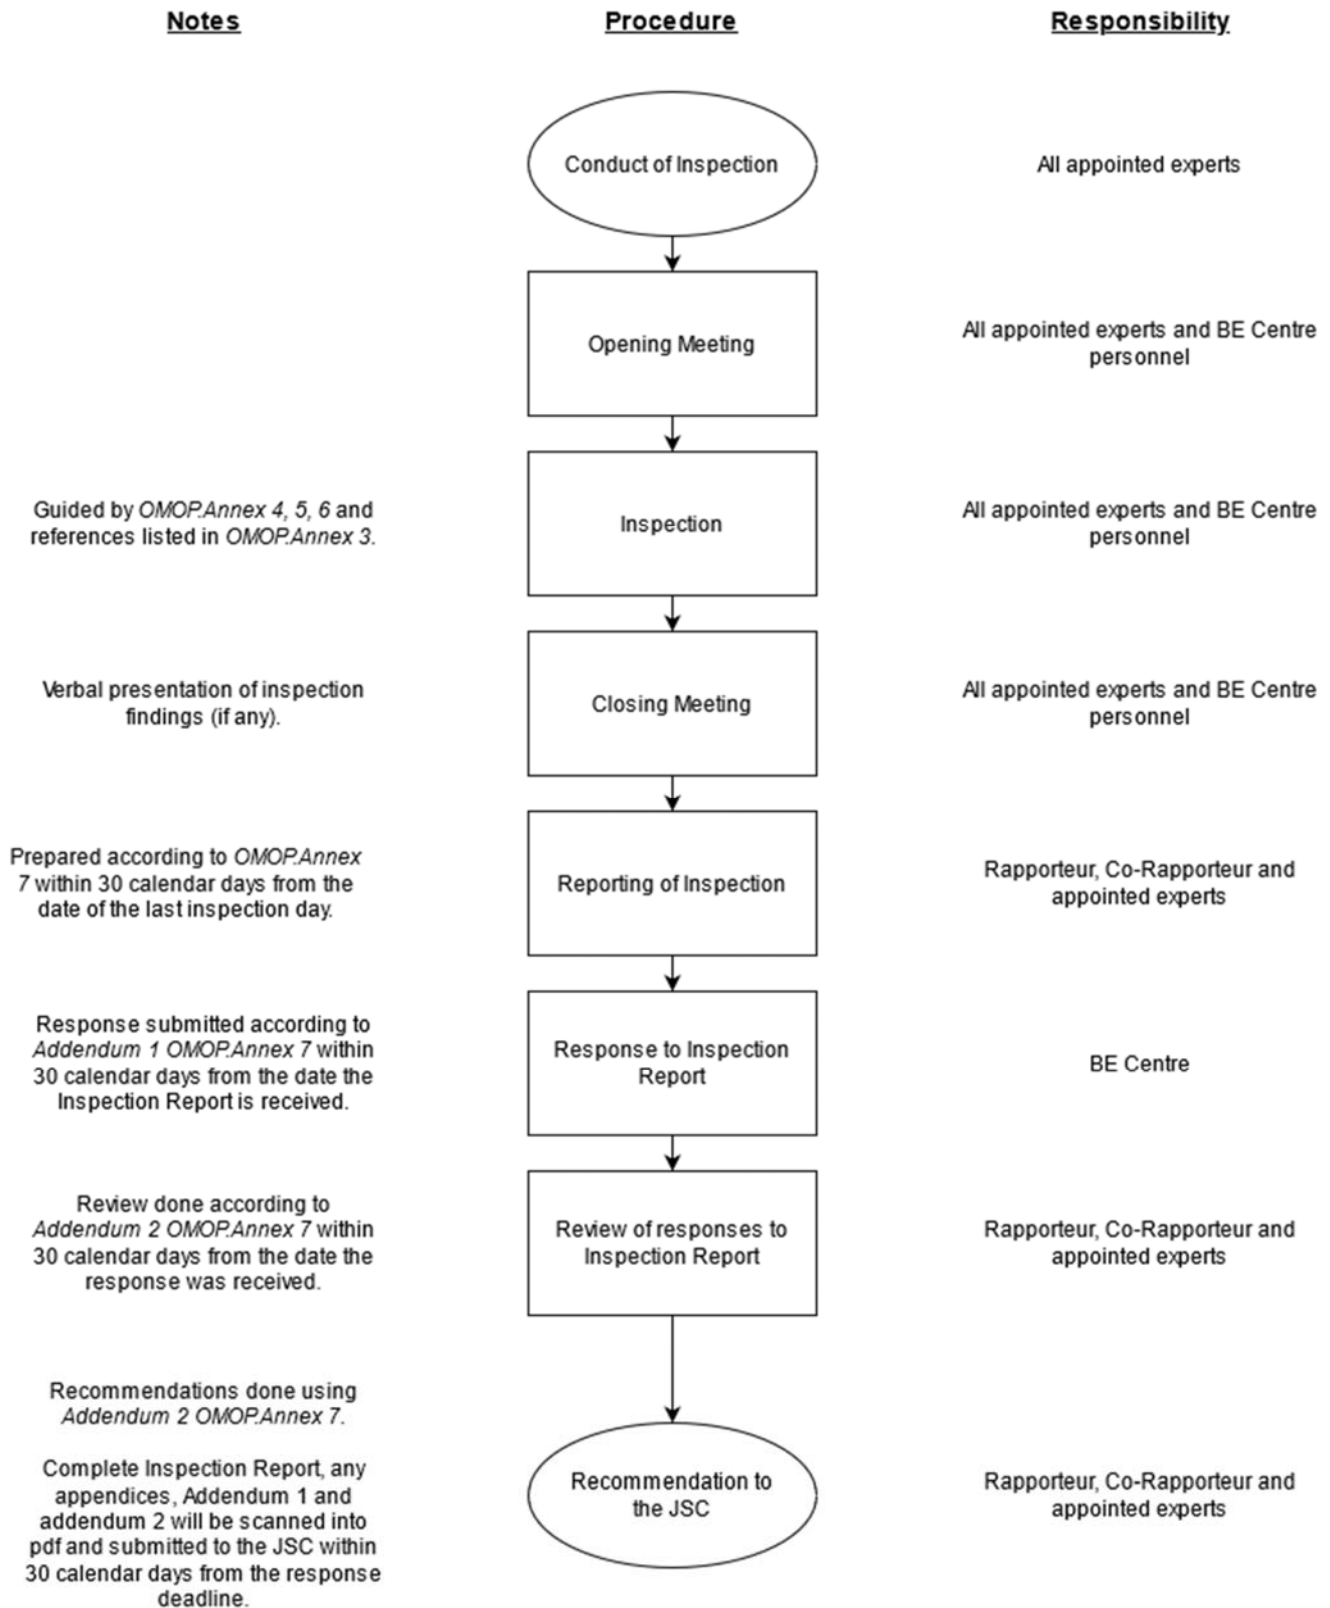 Notes
Procedure
Responsibility
Conduct of Inspection
All appointed experts
Opening Meeting
All appointed experts and BE Centre
personnel
Guided by OMOP.Annex 4, 5, 6 and
references listed in OMOP.Annex 3.
Inspection
All appointed experts and BE Centre
personnel
Verbal presentation of inspection
findings (if any).
Closing Meeting
All appointed experts and BE Centre
personnel
Prepared according to OMOP.Annex
7 within 30 calendar days from the
date of the last inspection day.
Reporting of Inspection
Rapporteur, Co-Rapporteur and
appointed experts
Response submitted according to
Addendum 1 OMOP.Annex 7 within
30 calendar days from the date the
Inspection Report is received.
Response to Inspection
Report
BE Centre
Review done according to
Addendum 2 OMOP.Annex 7 within
30 calendar days from the date the
response was received.
Review of responses to
Inspection Report
Rapporteur, Co-Rapporteur and
appointed experts
Recommendations done using
Addendum 2 OMOP.Annex 7.
Complete Inspection Report, any
appendices, Addendum 1 and
addendum 2 will be scanned into
pdf and submitted to the JSC within
30 calendar days from the response
deadline.
Recommendation to
the JSC
Rapporteur, Co-Rapporteur and
appointed experts